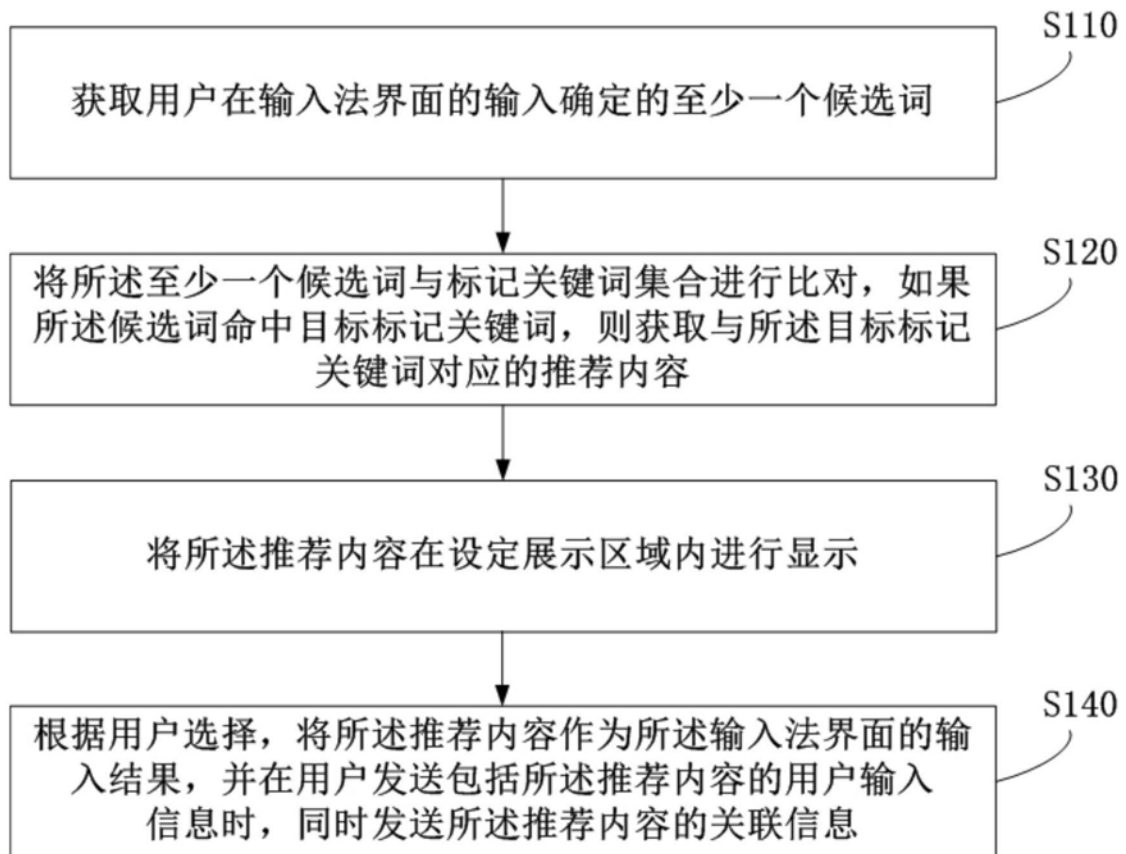 S110
获取用户在输入法界面的输入确定的至少一个候选词
S120
将所述至少一个候选词与标记关键词集合进行比对，如果
所述候选词命中目标标记关键词，则获取与所述目标标记
关键词对应的推荐内容
S130
将所述推荐内容在设定展示区域内进行显示
S140
根据用户选择，将所述推荐内容作为所述输入法界面的输
入结果，并在用户发送包括所述推荐内容的用户输入
信息时，同时发送所述推荐内容的关联信息